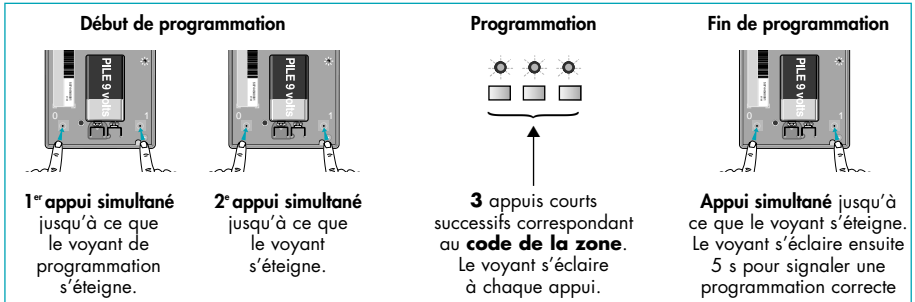 Début de programmation
Programmation
Fin de programmation
PILE 9 volts
0
1
PILE 9 volts
0
1
PILE 9 volts
0
1
1er appui simultané
jusqu'à ce que
le voyant de
programmation
s'éteigne.
2e appui simultané
jusqu'à ce que
le voyant
s'éteigne.
3 appuis courts
successifs correspondant
au code de la zone.
Le voyant s'éclaire
à chaque appui.
Appui simultané jusqu'à
ce que le voyant s'éteigne.
Le voyant s'éclaire ensuite
5 s pour signaler une
programmation correcte